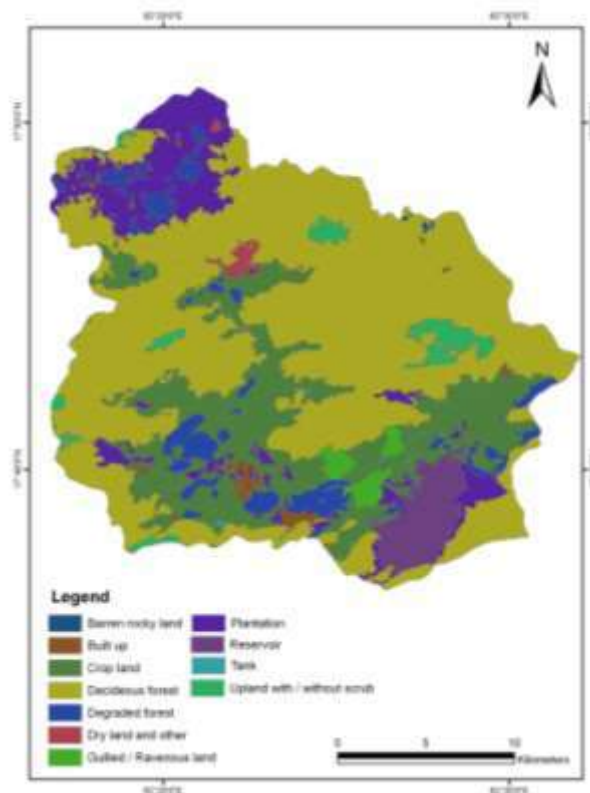 N
Legend
Barren rocky land
Built up
Crop land
Deciduous forest
Degraded forest
Dry land and other
Gullied / Ravenous land
Plantation
Reservoir
Tank
Upland with / without scrub
0 5 10
Kilometers